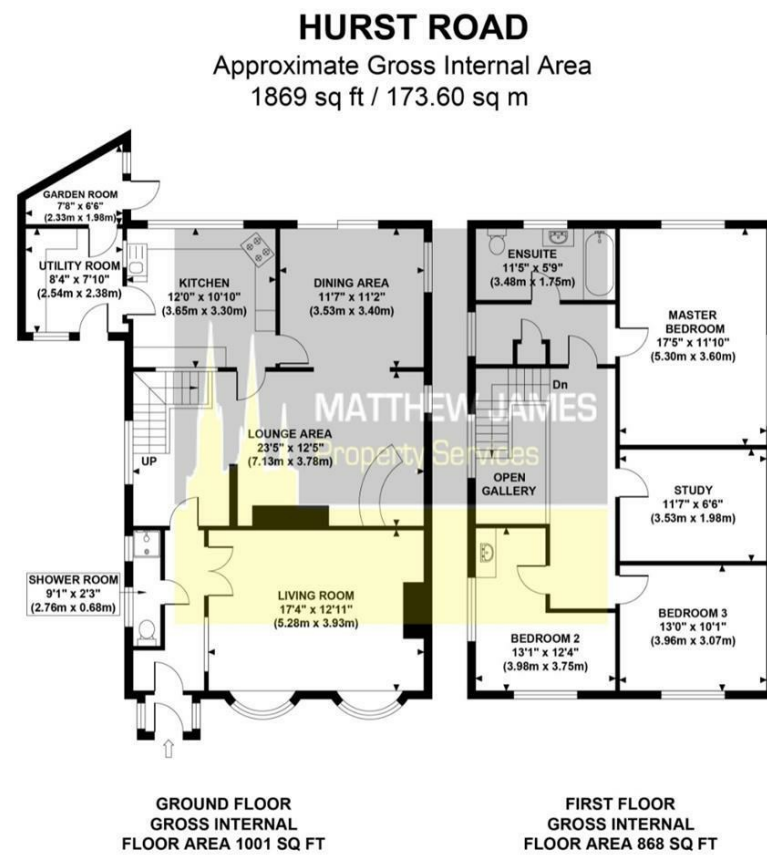 HURST ROAD
Approximate Gross Internal Area
1869 sq ft / 173.60 sq m
GARDEN ROOM
7'8" x 6'6"
(2.33m x 1.98m)
UTILITY ROOM
8'4" x 7'10"
(2.54m x 2.38m)
KITCHEN
12'0" x 10'10"
(3.65m x 3.30m)
DINING AREA
11'7" x 11'2"
(3.53m x 3.40m)
LOUNGE AREA
23'5" x 12'5"
(7.13m x 3.78m)
UP
SHOWER ROOM
9'1" x 2'3"
(2.76m x 0.68m)
LIVING ROOM
17'4" x 12'11"
(5.28m x 3.93m)
ENSUITE
11'5" x 5'9"
(3.48m x 1.75m)
MASTER
BEDROOM
17'5" x 11'10"
(5.30m x 3.60m)
Dn
OPEN
GALLERY
STUDY
11'7" x 6'6"
(3.53m x 1.98m)
BEDROOM 2
13'1" x 12'4"
(3.98m x 3.75m)
BEDROOM 3
13'0" x 10'1"
(3.96m x 3.07m)
MATTHEW JAMES
Property Services
GROUND FLOOR
GROSS INTERNAL
FLOOR AREA 1001 SQ FT
FIRST FLOOR
GROSS INTERNAL
FLOOR AREA 868 SQ FT